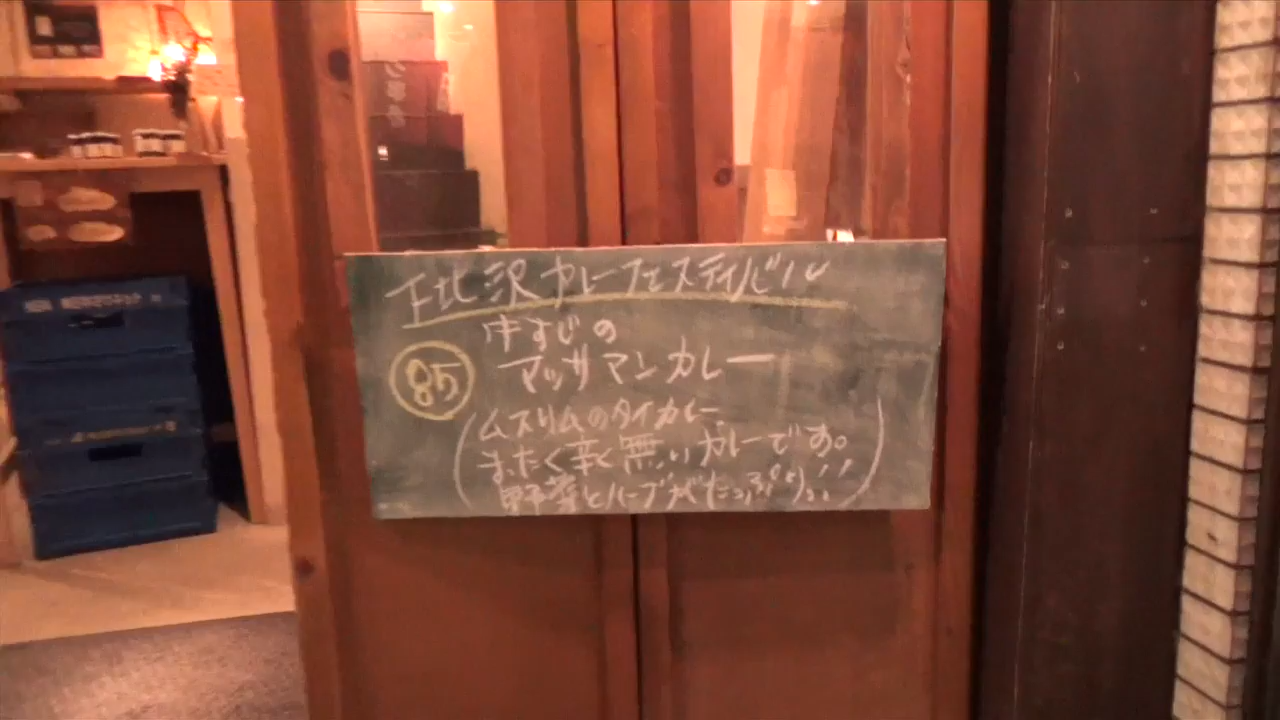 下北沢カレーフェスティバル
牛すじの
85 マッサマンカレー
(ムスリムのタイカレー、
まったく辛く無いカレーです。
野菜とハーブがたっぷり!!)